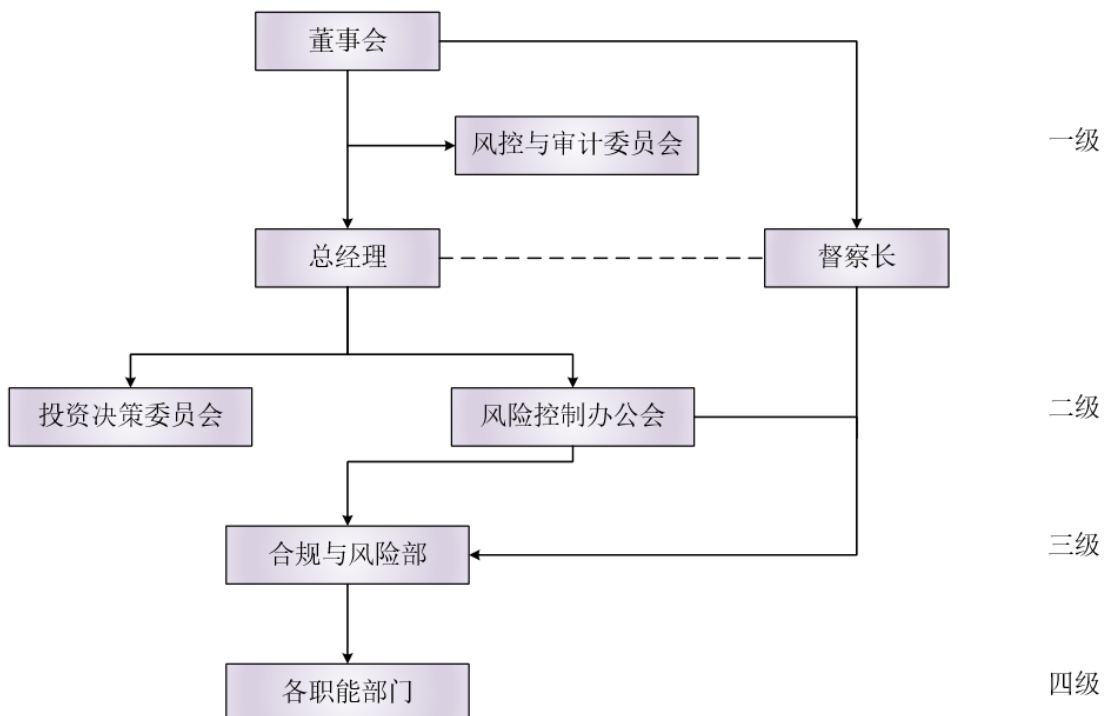 董事会
风控与审计委员会
一级
总经理
督察长
投资决策委员会
风险控制办公会
二级
合规与风险部
三级
各职能部门
四级